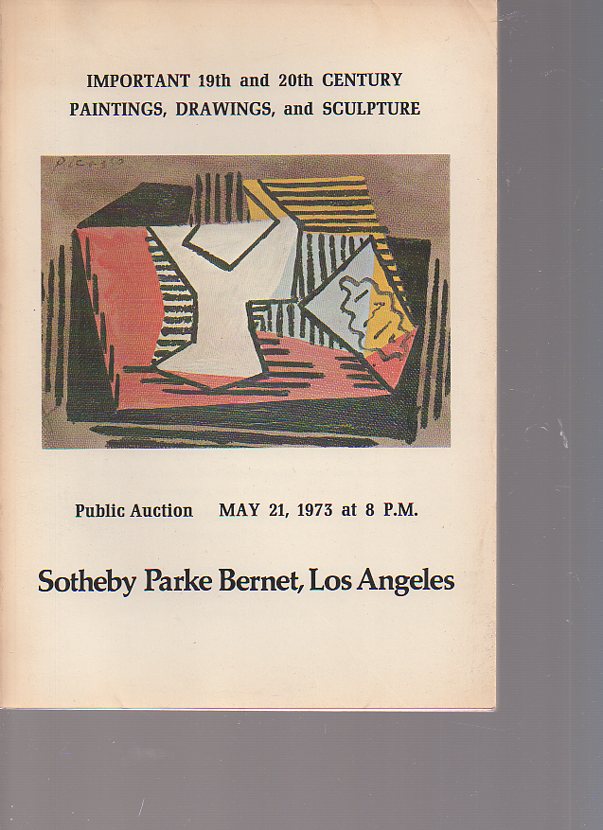 IMPORTANT 19th and 20th CENTURY
PAINTINGS, DRAWINGS, and SCULPTURE
Picasso
Public Auction MAY 21, 1973 at 8 P.M.
Sotheby Parke Bernet, Los Angeles